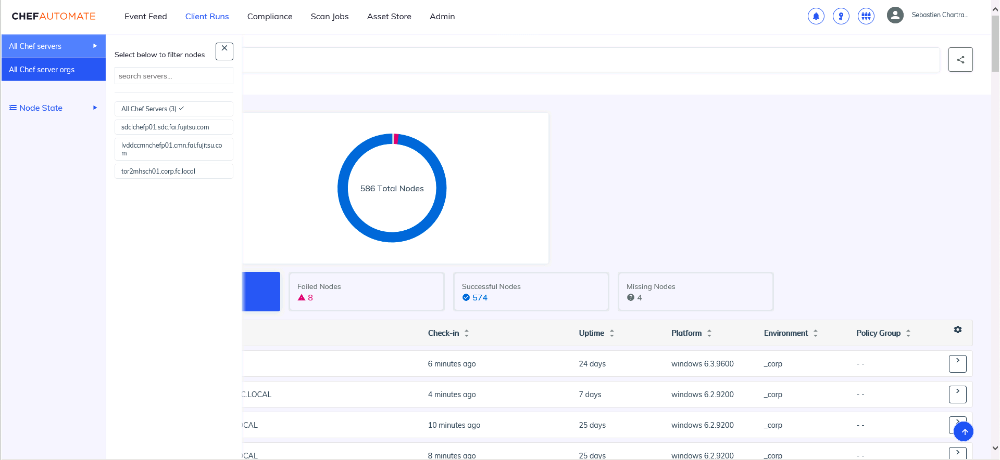 CHEFAUTOMATE
Event Feed
Client Runs
Compliance
Scan Jobs
Asset Store
Admin
Sebastien Chartra...
All Chef servers
All Chef server orgs
Node State
Select below to filter nodes
search servers...
All Chef Servers (3)
sdclchefp01.sdc.fai.fujitsu.com
lvddccmnchefp01.cmn.fai.fujitsu.co
m
tor2mhsch01.corp.fc.local
586 Total Nodes
Failed Nodes
8
Successful Nodes
574
Missing Nodes
4
Check-in Uptime Platform Environment Policy Group
6 minutes ago 24 days windows 6.3.9600 _corp - -
C.LOCAL 4 minutes ago 7 days windows 6.2.9200 _corp - -
OCAL 10 minutes ago 25 days windows 6.2.9200 _corp - -
OCAL 8 minutes ago 25 days windows 6.2.9200 _corp - -